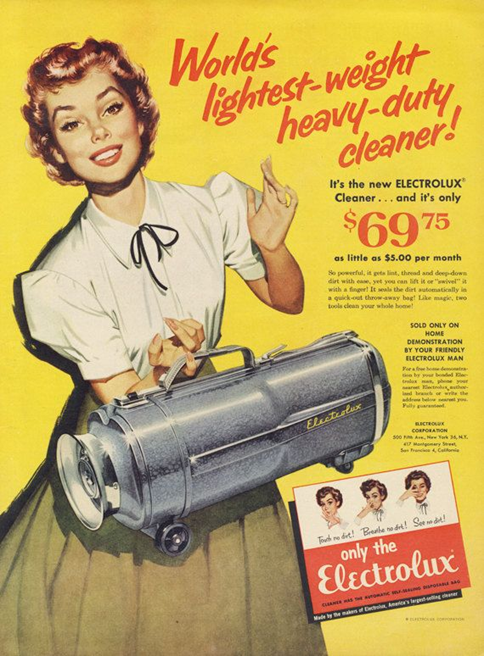 World's
lightest-weight
heavy-duty
cleaner!
It's the new ELECTROLUX®
Cleaner . . . and it's only
$69 75
as little as $5.00 per month
So powerful, it gets lint, thread and deep-down
dirt with ease, yet you can lift it or "swivel" it
with a finger! It seals the dirt automatically in
a quick-out throw-away bag! Like magic, two
tools clean your whole home!
SOLD ONLY ON
HOME
DEMONSTRATION
BY YOUR FRIENDLY
ELECTROLUX MAN
For a free home demonstra-
tion by your bonded Elec-
trolux man, phone your
nearest Electrolux author-
ized branch or write the
address below nearest you.
Fully guaranteed.
ELECTROLUX
CORPORATION
500 Fifth Ave., New York 36, N.Y.
417 Montgomery Street,
San Francisco 4, California
Electrolux
Touch no dirt! Breathe no dirt! See no dirt!
only the
Electrolux
CLEANER HAS THE AUTOMATIC SELF-SEALING DISPOSABLE BAG
Made by the makers of Electrolux, America's largest-selling cleaner
© ELECTROLUX CORPORATION